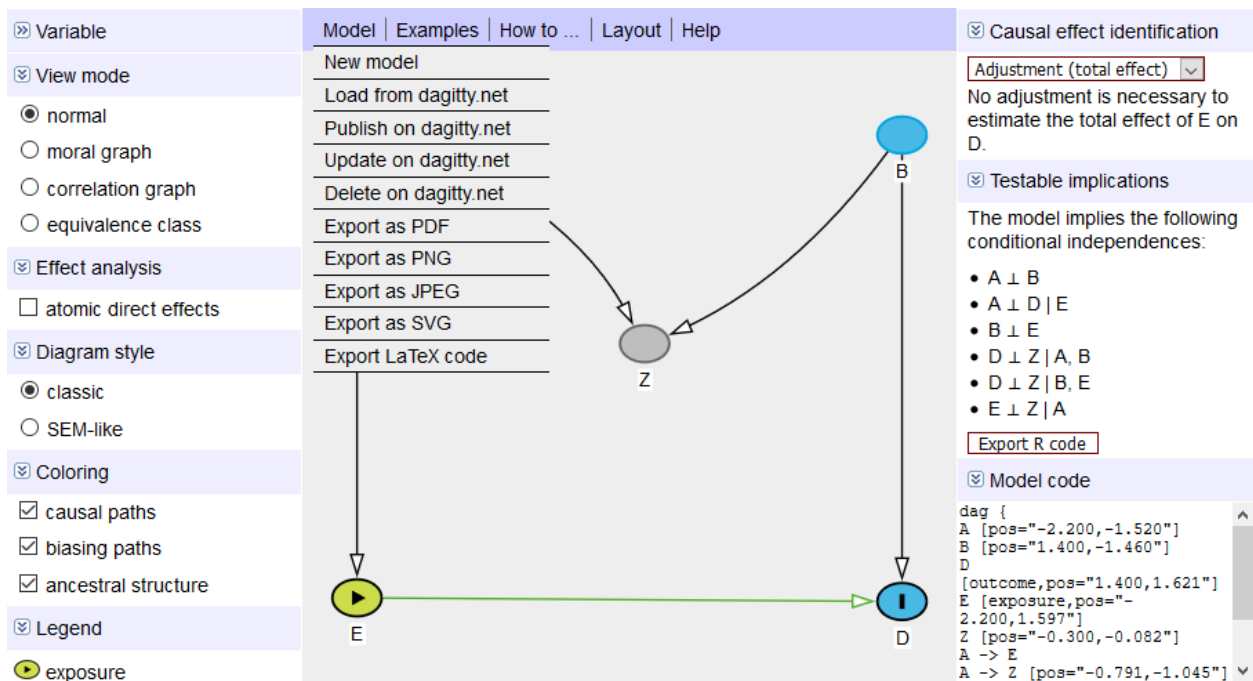 Variable
View mode
normal
moral graph
correlation graph
equivalence class
Effect analysis
atomic direct effects
Diagram style
classic
SEM-like
Coloring
causal paths
biasing paths
ancestral structure
Legend
exposure
Model | Examples | How to ... | Layout | Help
New model
Load from dagitty.net
Publish on dagitty.net
Update on dagitty.net
Delete on dagitty.net
Export as PDF
Export as PNG
Export as JPEG
Export as SVG
Export LaTeX code
B
Z
E
D
Causal effect identification
Adjustment (total effect)
No adjustment is necessary to
estimate the total effect of E on
D.
Testable implications
The model implies the following
conditional independences:
• A ⊥ B
• A ⊥ D | E
• B ⊥ E
• D ⊥ Z | A, B
• D ⊥ Z | B, E
• E ⊥ Z | A
Export R code
Model code
dag {
A [pos="-2.200,-1.520"]
B [pos="1.400,-1.460"]
D
[outcome,pos="1.400,1.621"]
E [exposure,pos="-
2.200,1.597"]
Z [pos="-0.300,-0.082"]
A -> E
A -> Z [pos="-0.791,-1.045"]